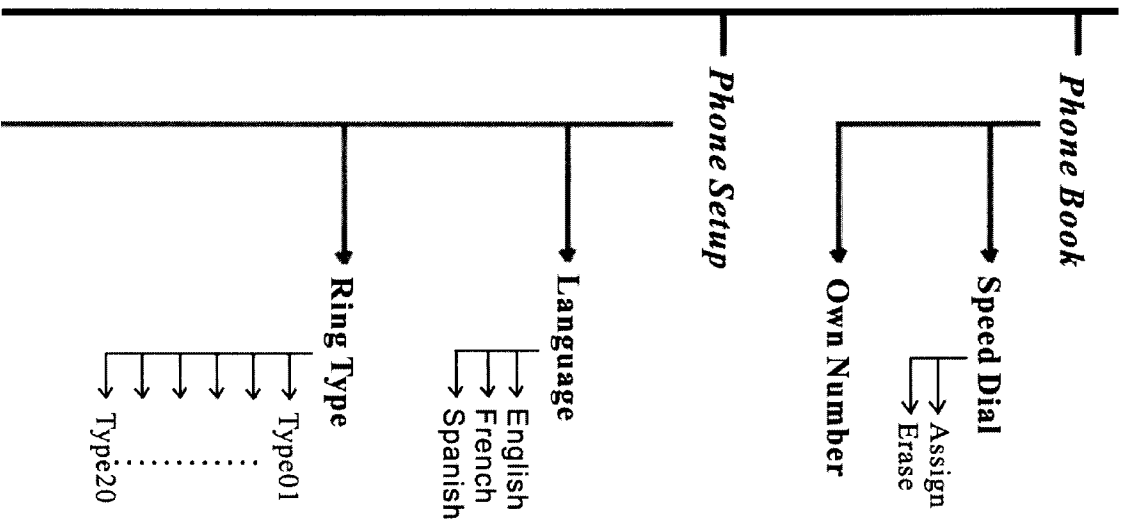 Phone Book
Speed Dial
Assign
Erase
Own Number
Phone Setup
Language
English
French
Spanish
Ring Type
Type01
Type20